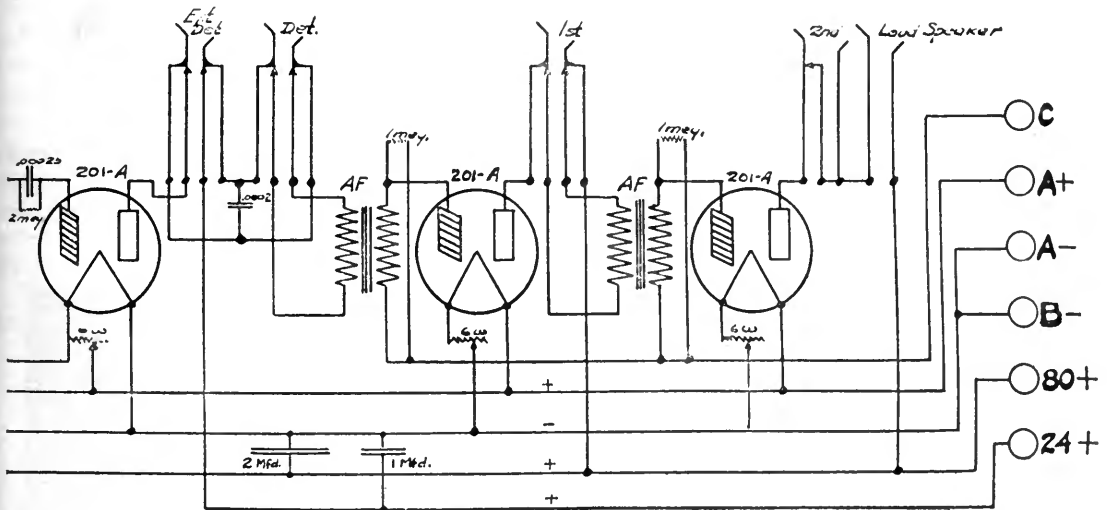 Ext Det
Det.
1st
2nd
Loud Speaker
C
1 meg.
1 meg.
.00025
201-A
AF
201-A
AF
201-A
A+
2 meg
.0002
A-
B-
6 ω
6 ω
6 ω
+
80+
-
24+
2 Mfd.
+
1 Mfd.
+